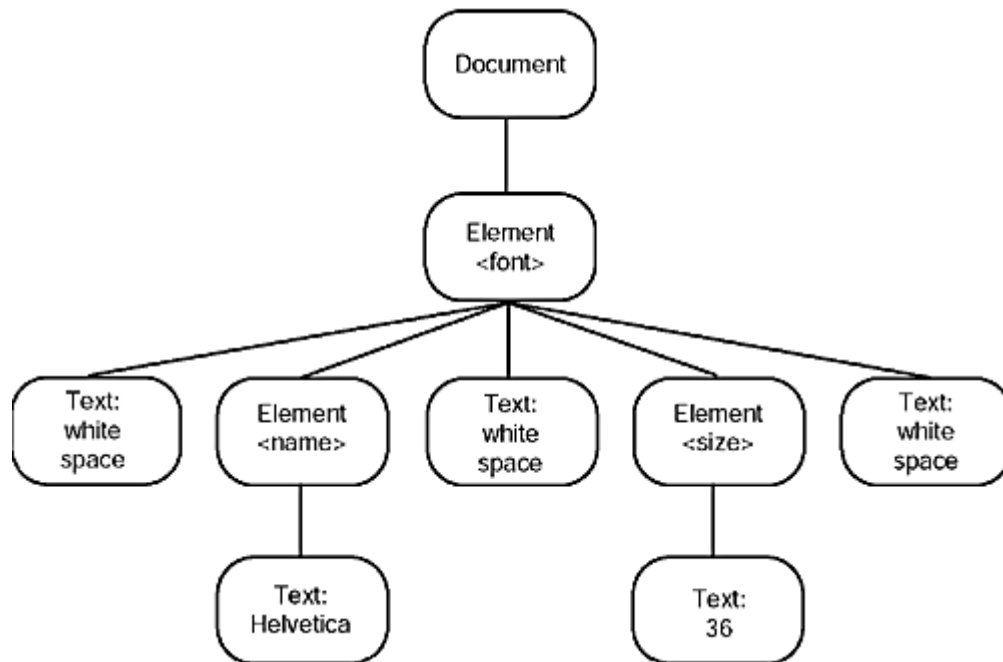 Document
Element
<font>
Text:
white
space
Element
<name>
Text:
white
space
Element
<size>
Text:
white
space
Text:
Helvetica
Text:
36